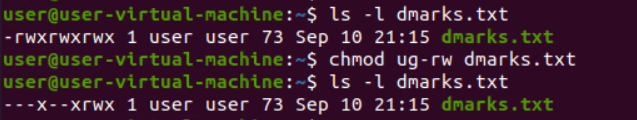 user@user-virtual-machine:~$ ls -l dmarks.txt
-rwxrwxrwx 1 user user 73 Sep 10 21:15 dmarks.txt
user@user-virtual-machine:~$ chmod ug-rw dmarks.txt
user@user-virtual-machine:~$ ls -l dmarks.txt
---x--xrwx 1 user user 73 Sep 10 21:15 dmarks.txt